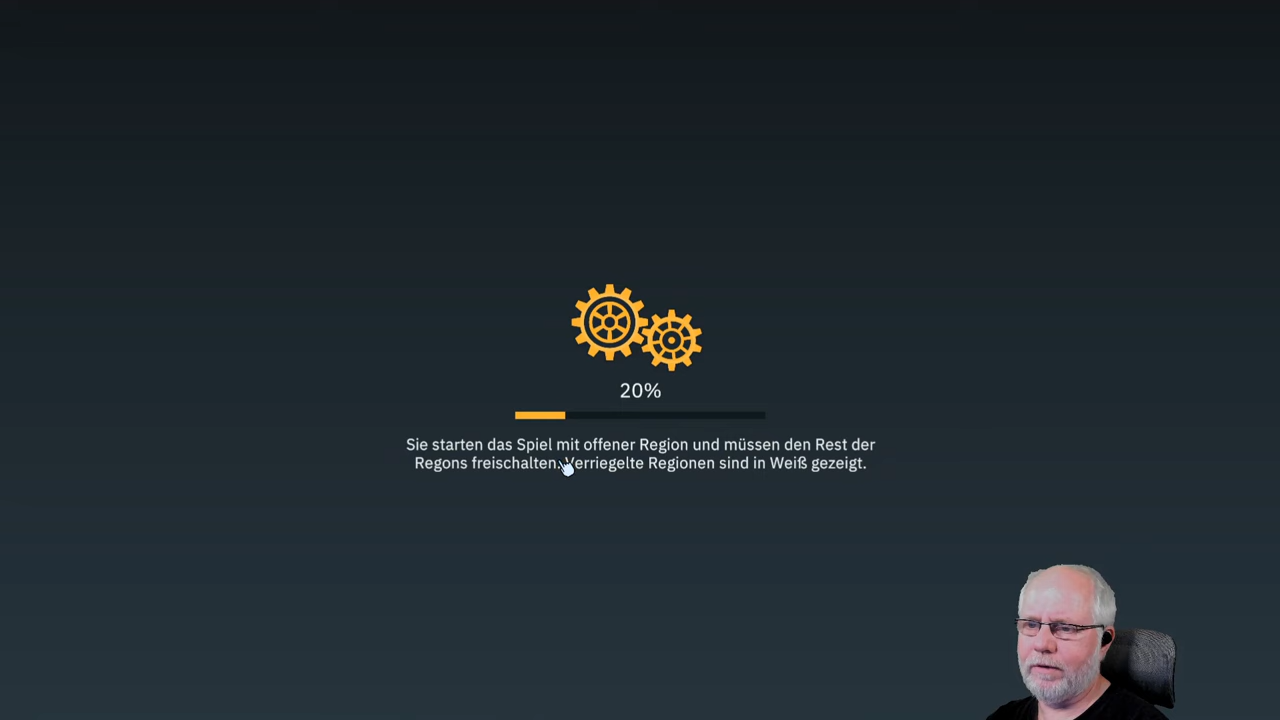 20%
Sie starten das Spiel mit offener Region und müssen den Rest der
Regons freischalten. Verriegelte Regionen sind in Weiß gezeigt.